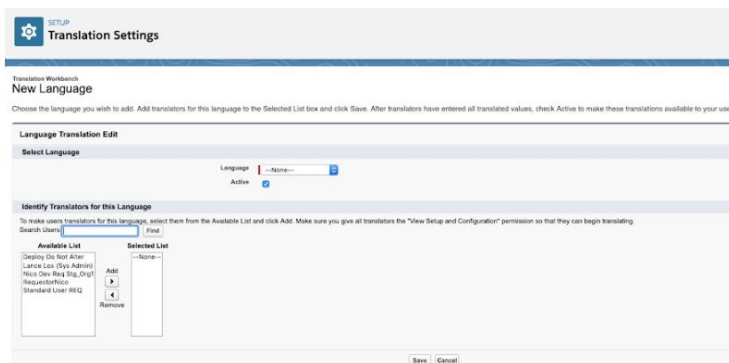 SETUP
Translation Settings
Translation Workbench
New Language
Choose the language you wish to add. Add translators for this language to the Selected List box and click Save. After translators have entered all translated values, check Active to make these translations available to your use
Language Translation Edit
Select Language
Language --None--
Active
Identify Translators for this Language
To make users translators for this language, select them from the Available List and click Add. Make sure you give all translators the "View Setup and Configuration" permission so that they can begin translating.
Search Users Find
Available List Selected List
Deploy Do Not Alter --None--
Lance Los (Sys Admin)
Nico Dev Req Stg_Org1
RequestorNico
Standard User REQ
Add
Remove
Save Cancel